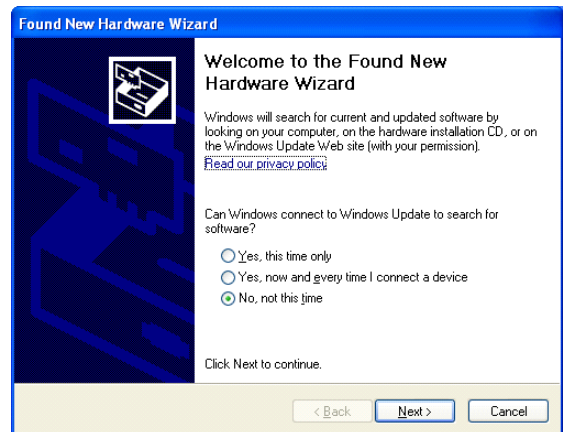 Found New Hardware Wizard
Welcome to the Found New
Hardware Wizard
Windows will search for current and updated software by
looking on your computer, on the hardware installation CD, or on
the Windows Update Web site (with your permission).
Read our privacy policy
Can Windows connect to Windows Update to search for
software?
Yes, this time only
Yes, now and every time I connect a device
No, not this time
Click Next to continue.
< Back
Next >
Cancel